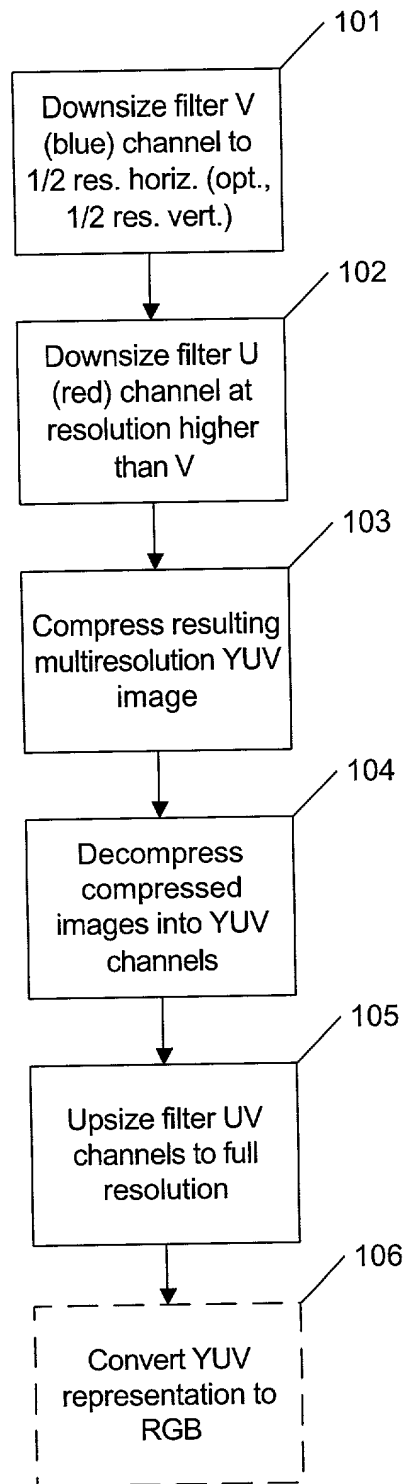 101
Downsize filter V
(blue) channel to
1/2 res. horiz. (opt.,
1/2 res. vert.)
102
Downsize filter U
(red) channel at
resolution higher
than V
103
Compress resulting
multiresolution YUV
image
104
Decompress
compressed
images into YUV
channels
105
Upsize filter UV
channels to full
resolution
106
Convert YUV
representation to
RGB